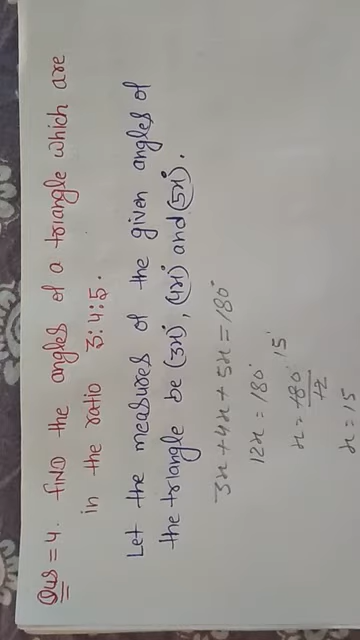 Qus = 4. FIND the angles of a triangle which are
in the ratio 3:4:5.
Let the measures of the given angles of
the triangle be (3x)°, (4x)° and (5x)°.
3x + 4x + 5x = 180°
12x = 180°
x = 180° 15°
12
x = 15